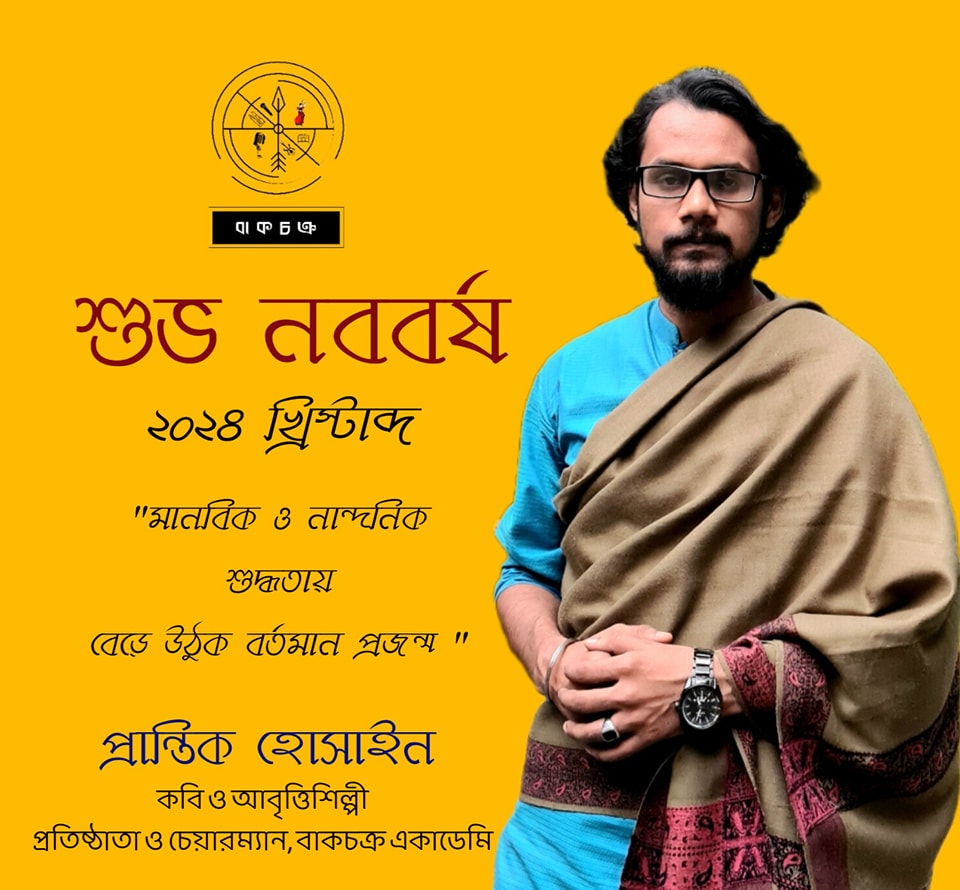 বাকচক্র
শুভ নববর্ষ
২০২৪ খ্রিস্টাব্দ
"মানবিক ও নান্দনিক
শুদ্ধতায়
বেড়ে উঠুক বর্তমান প্রজন্ম "
প্রান্তিক হোসাইন
কবি ও আবৃত্তিশিল্পী
প্রতিষ্ঠাতা ও চেয়ারম্যান, বাকচক্র একাডেমি